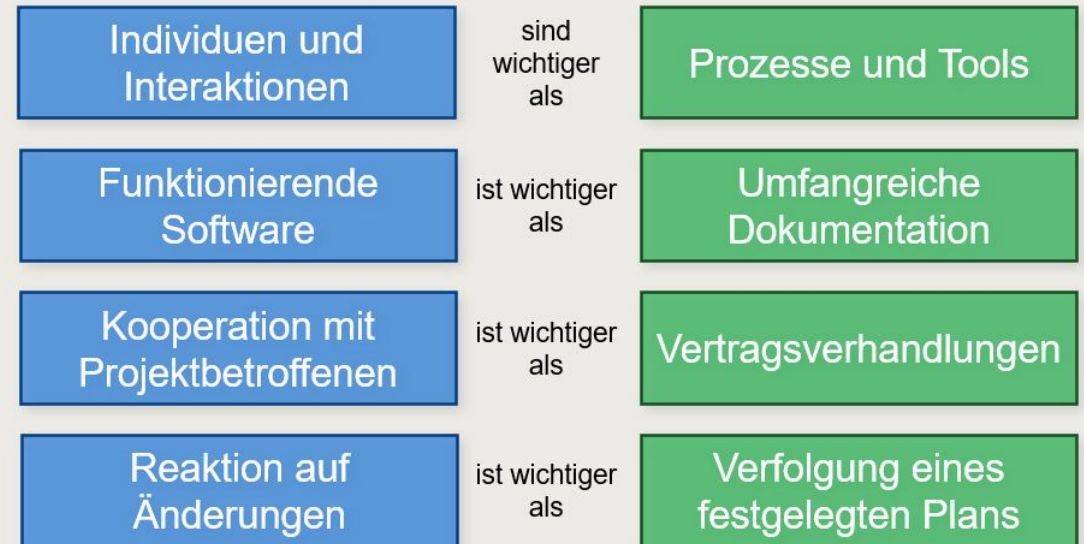 Individuen und
Interaktionen
sind
wichtiger
als
Prozesse und Tools
Funktionierende
Software
ist wichtiger
als
Umfangreiche
Dokumentation
Kooperation mit
Projektbetroffenen
ist wichtiger
als
Vertragsverhandlungen
Reaktion auf
Änderungen
ist wichtiger
als
Verfolgung eines
festgelegten Plans